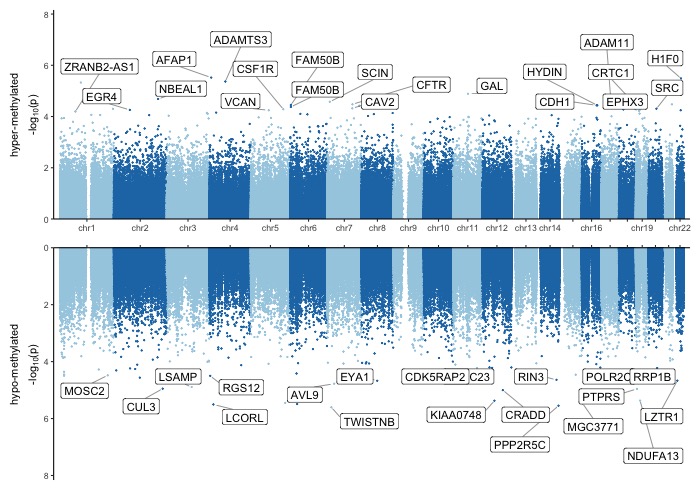 8
ADAMTS3
ADAM11
AFAP1
FAM50B
H1F0
ZRANB2-AS1
CSF1R
SCIN
HYDIN
CRTC1
6
NBEAL1
FAM50B
CFTR
GAL
SRC
EGR4
VCAN
CAV2
CDH1
EPHX3
4
2
0
hyper-methylated
-log10(p)
chr1 chr2 chr3 chr4 chr5 chr6 chr7 chr8 chr9 chr10 chr11 chr12 chr13 chr14 chr16 chr19 chr22
0
2
4
hypo-methylated
-log10(p)
LSAMP
EYA1
CDK5RAP2
C23
RIN3
POLR2C
RRP1B
MOSC2
RGS12
AVL9
PTPRS
CUL3
LCORL
TWISTNB
KIAA0748
CRADD
LZTR1
6
MGC3771
PPP2R5C
NDUFA13
8